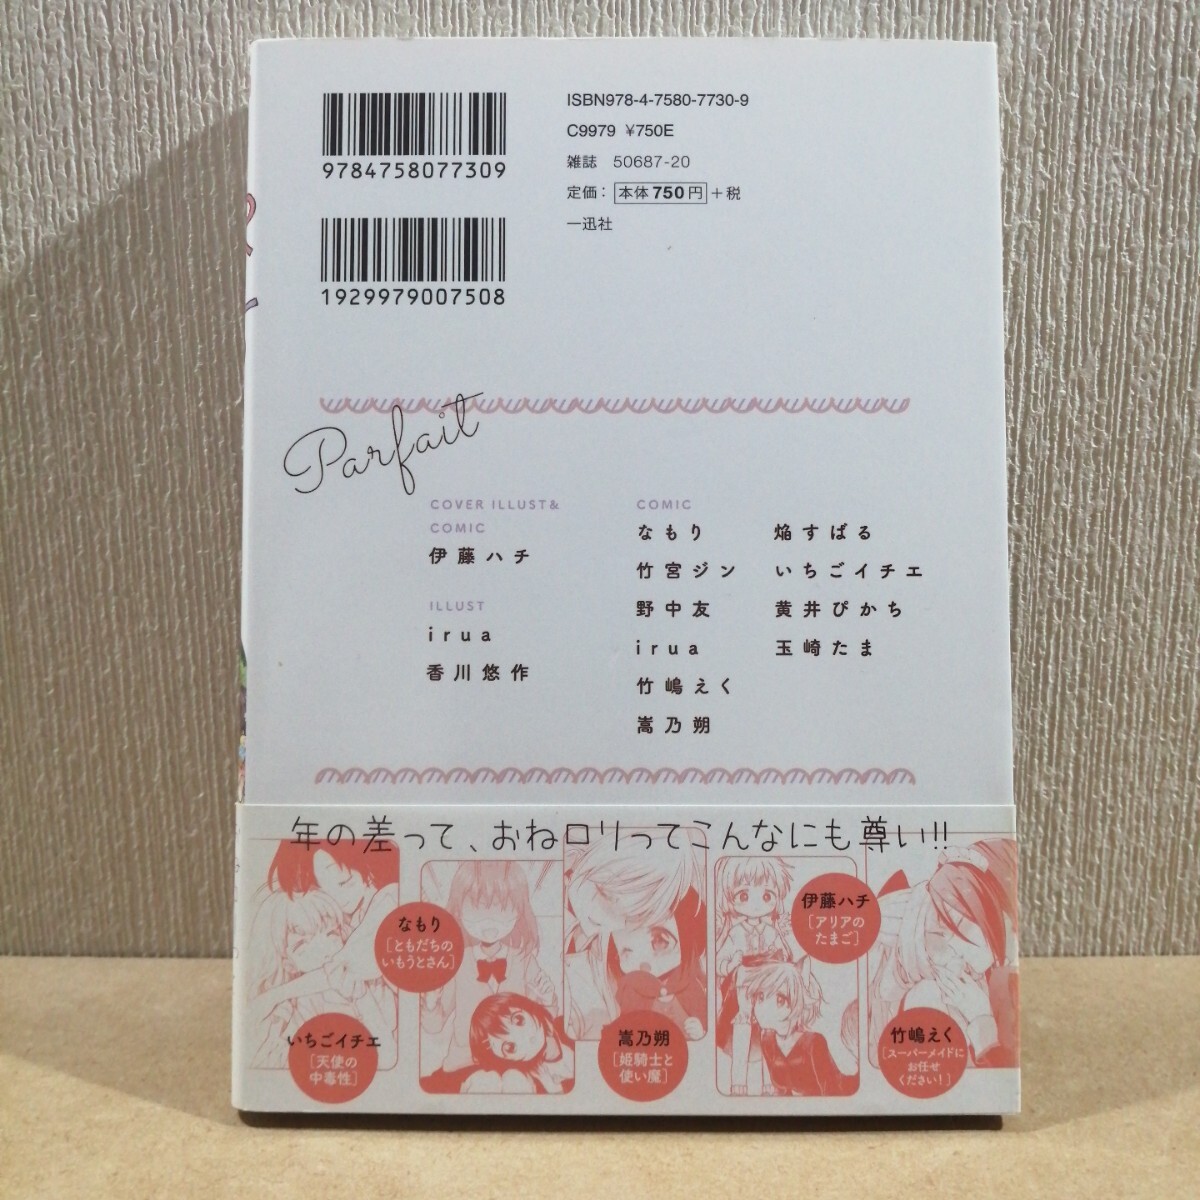 9784758077309
1929979007508
ISBN978-4-7580-7730-9
C9979 ¥750E
雑誌 50687-20
定価：本体750円＋税
一迅社
Parfait
COVER ILLUST&
COMIC
伊藤ハチ
ILLUST
irua
香川悠作
COMIC
なもり
竹宮ジン
野中友
irua
竹嶋えく
嵩乃朔
焔すばる
いちごイチエ
黄井ぴかち
玉崎たま
年の差って、おねロリってこんなにも尊い!!
いちごイチエ
[天使の
中毒性]
なもり
[ともだちの
いもうとさん]
嵩乃朔
[姫騎士と
使い魔]
伊藤ハチ
[アリアの
たまご]
竹嶋えく
[スーパーメイドに
お任せ
ください!]